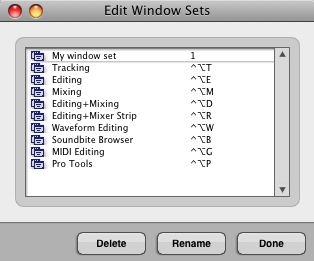 Edit Window Sets
My window set 1
Tracking ^⌥T
Editing ^⌥E
Mixing ^⌥M
Editing+Mixing ^⌥D
Editing+Mixer Strip ^⌥R
Waveform Editing ^⌥W
Soundbite Browser ^⌥B
MIDI Editing ^⌥G
Pro Tools ^⌥P
Delete Rename Done